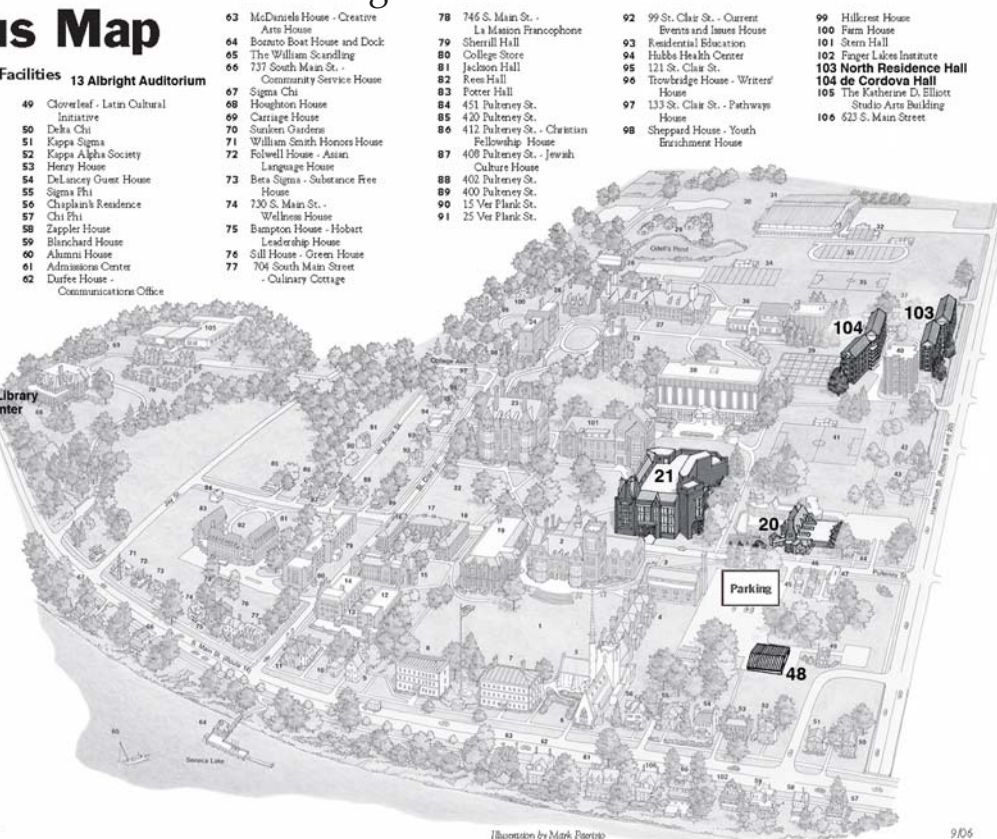 us Map
Facilities
13 Albright Auditorium
49 Cloverleaf - Latin Cultural
Initiative
50 Delta Chi
51 Kappa Sigma
52 Kappa Alpha Society
53 Henry House
54 DeLancey Guest House
55 Sigma Phi
56 Chaplain's Residence
57 Chi Phi
58 Zappler House
59 Blanchard House
60 Alumni House
61 Admissions Center
62 Durfee House -
Communications Office
63 McDaniels House - Creative
Arts House
64 Bozzuto Boat House and Dock
65 The William Scandling
66 737 South Main St. -
Community Service House
67 Sigma Chi
68 Houghton House
69 Carriage House
70 Sunken Gardens
71 William Smith Honors House
72 Folwell House - Asian
Language House
73 Beta Sigma - Substance Free
House
74 730 S. Main St. -
Wellness House
75 Bampton House - Hobart
Leadership House
76 Sill House - Green House
77 704 South Main Street
- Culinary Cottage
78 746 S. Main St. -
La Maision Francophone
79 Sherrill Hall
80 College Store
81 Jackson Hall
82 Rees Hall
83 Potter Hall
84 451 Pulteney St.
85 420 Pulteney St.
86 412 Pulteney St. - Christian
Fellowship House
87 408 Pulteney St. - Jewish
Culture House
88 402 Pulteney St.
89 400 Pulteney St.
90 15 Ver Plank St.
91 25 Ver Plank St.
92 99 St. Clair St. - Current
Events and Issues House
93 Residential Education
94 Hubbs Health Center
95 121 St. Clair St.
96 Trowbridge House - Writers'
House
97 133 St. Clair St. - Pathways
House
98 Sheppard House - Youth
Enrichment House
99 Hillcrest House
100 Farm House
101 Stern Hall
102 Finger Lakes Institute
103 North Residence Hall
104 de Cordova Hall
105 The Katherine D. Elliott
Studio Arts Building
106 623 S. Main Street
Odell's Pond
104
103
Library
nter
21
20
Parking
Pulteney St.
48
S. Main St. (Route 14)
Seneca Lake
Illustration by Mark Fabrizio
9/06